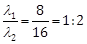 λ₁/λ₂ = 8/16 = 1:2